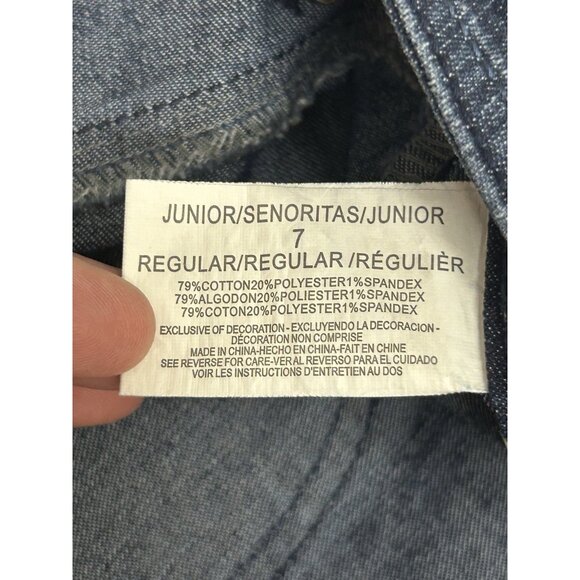 JUNIOR/SENORITAS/JUNIOR
7
REGULAR/REGULAR /RÉGULIÈR
79%COTTON20%POLYESTER1%SPANDEX
79%ALGODON20%POLIESTER1%SPANDEX
79%COTON20%POLYESTER1%SPANDEX
EXCLUSIVE OF DECORATION - EXCLUYENDO LA DECORACION -
DÉCORATION NON COMPRISE
MADE IN CHINA-HECHO EN CHINA-FAIT EN CHINE
SEE REVERSE FOR CARE-VER AL REVERSO PARA EL CUIDADO
VOIR LES INSTRUCTIONS D'ENTRETIEN AU DOS